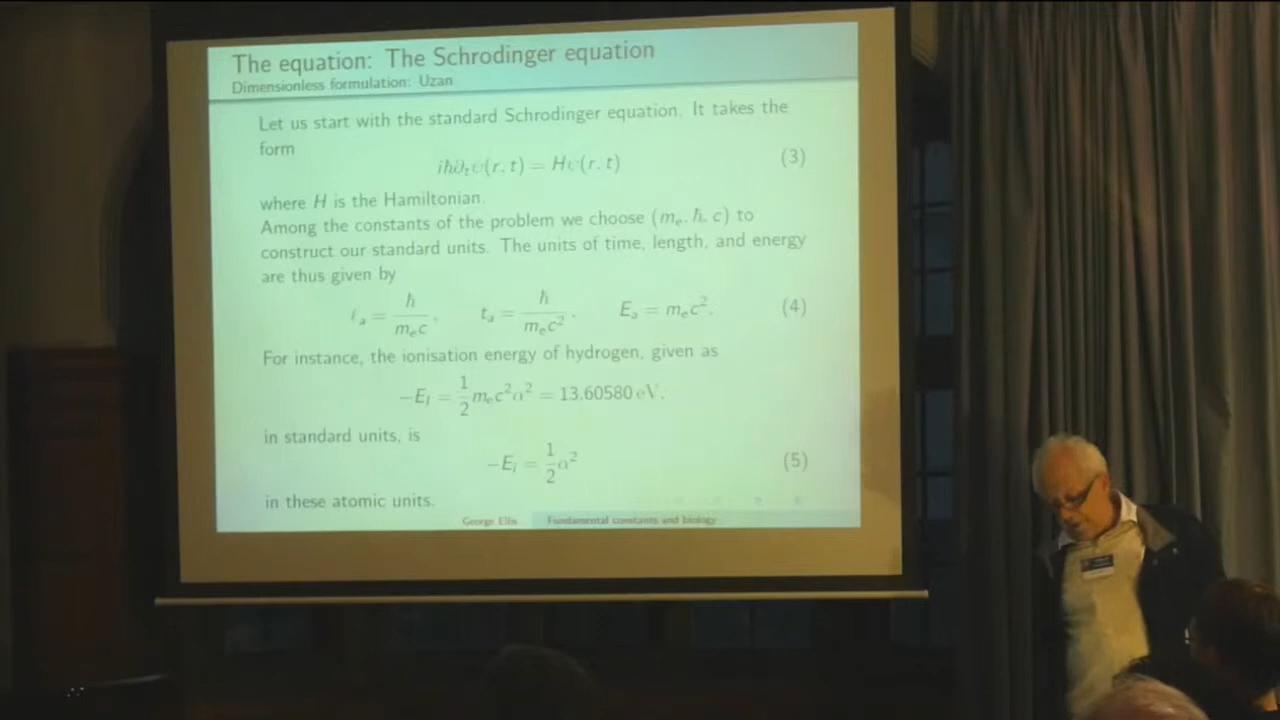 The equation: The Schrodinger equation
Dimensionless formulation: Uzan
Let us start with the standard Schrodinger equation. It takes the
form
iħ∂ₜψ(r, t) = Hψ(r, t) (3)
where H is the Hamiltonian.
Among the constants of the problem we choose (mₑ, ħ, c) to
construct our standard units. The units of time, length, and energy
are thus given by
ℓₐ = ħ/mₑc, tₐ = ħ/mₑc², Eₐ = mₑc². (4)
For instance, the ionisation energy of hydrogen, given as
−E_I = 1/2 mₑc²α² = 13.60580 eV.
in standard units, is
−E_I = 1/2 α² (5)
in these atomic units.
George Ellis Fundamental constants and biology